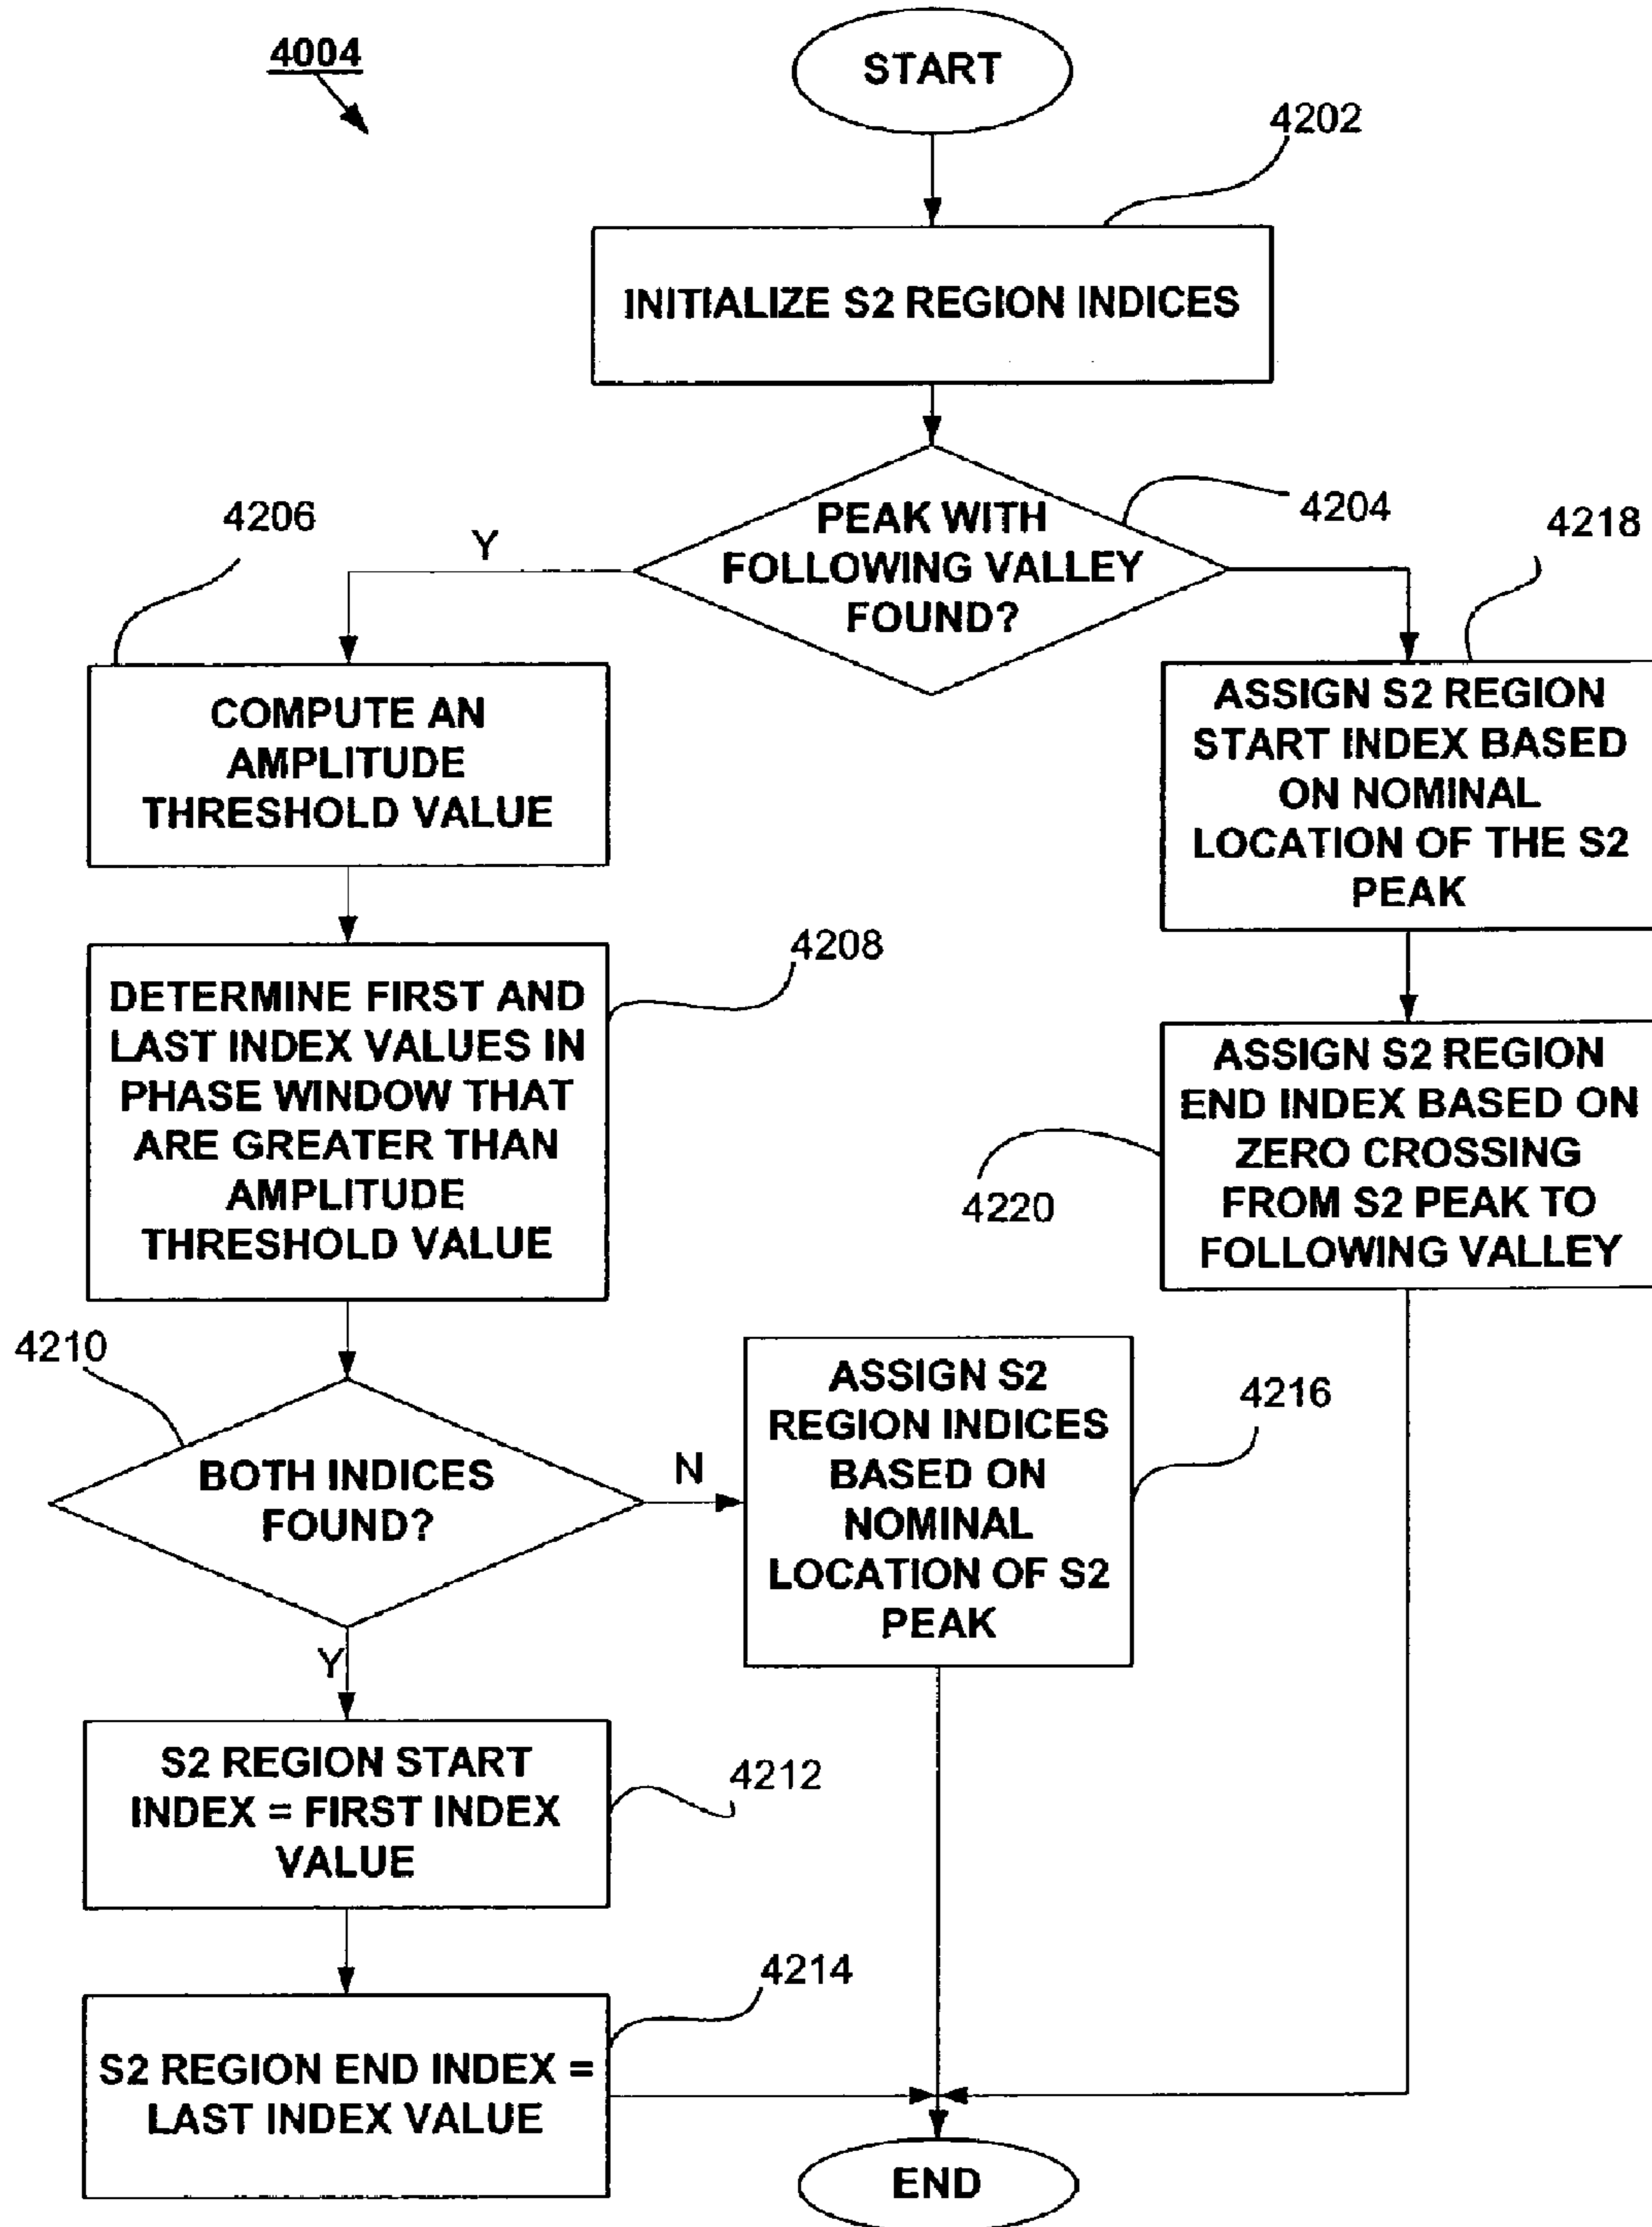 4004
START
4202
INITIALIZE S2 REGION INDICES
PEAK WITH
FOLLOWING VALLEY
FOUND?
4204
Y
4206
4218
COMPUTE AN
AMPLITUDE
THRESHOLD VALUE
ASSIGN S2 REGION
START INDEX BASED
ON NOMINAL
LOCATION OF THE S2
PEAK
4208
DETERMINE FIRST AND
LAST INDEX VALUES IN
PHASE WINDOW THAT
ARE GREATER THAN
AMPLITUDE
THRESHOLD VALUE
ASSIGN S2 REGION
END INDEX BASED ON
ZERO CROSSING
FROM S2 PEAK TO
FOLLOWING VALLEY
4220
4210
BOTH INDICES
FOUND?
N
ASSIGN S2
REGION INDICES
BASED ON
NOMINAL
LOCATION OF S2
PEAK
4216
Y
S2 REGION START
INDEX = FIRST INDEX
VALUE
4212
4214
S2 REGION END INDEX =
LAST INDEX VALUE
END